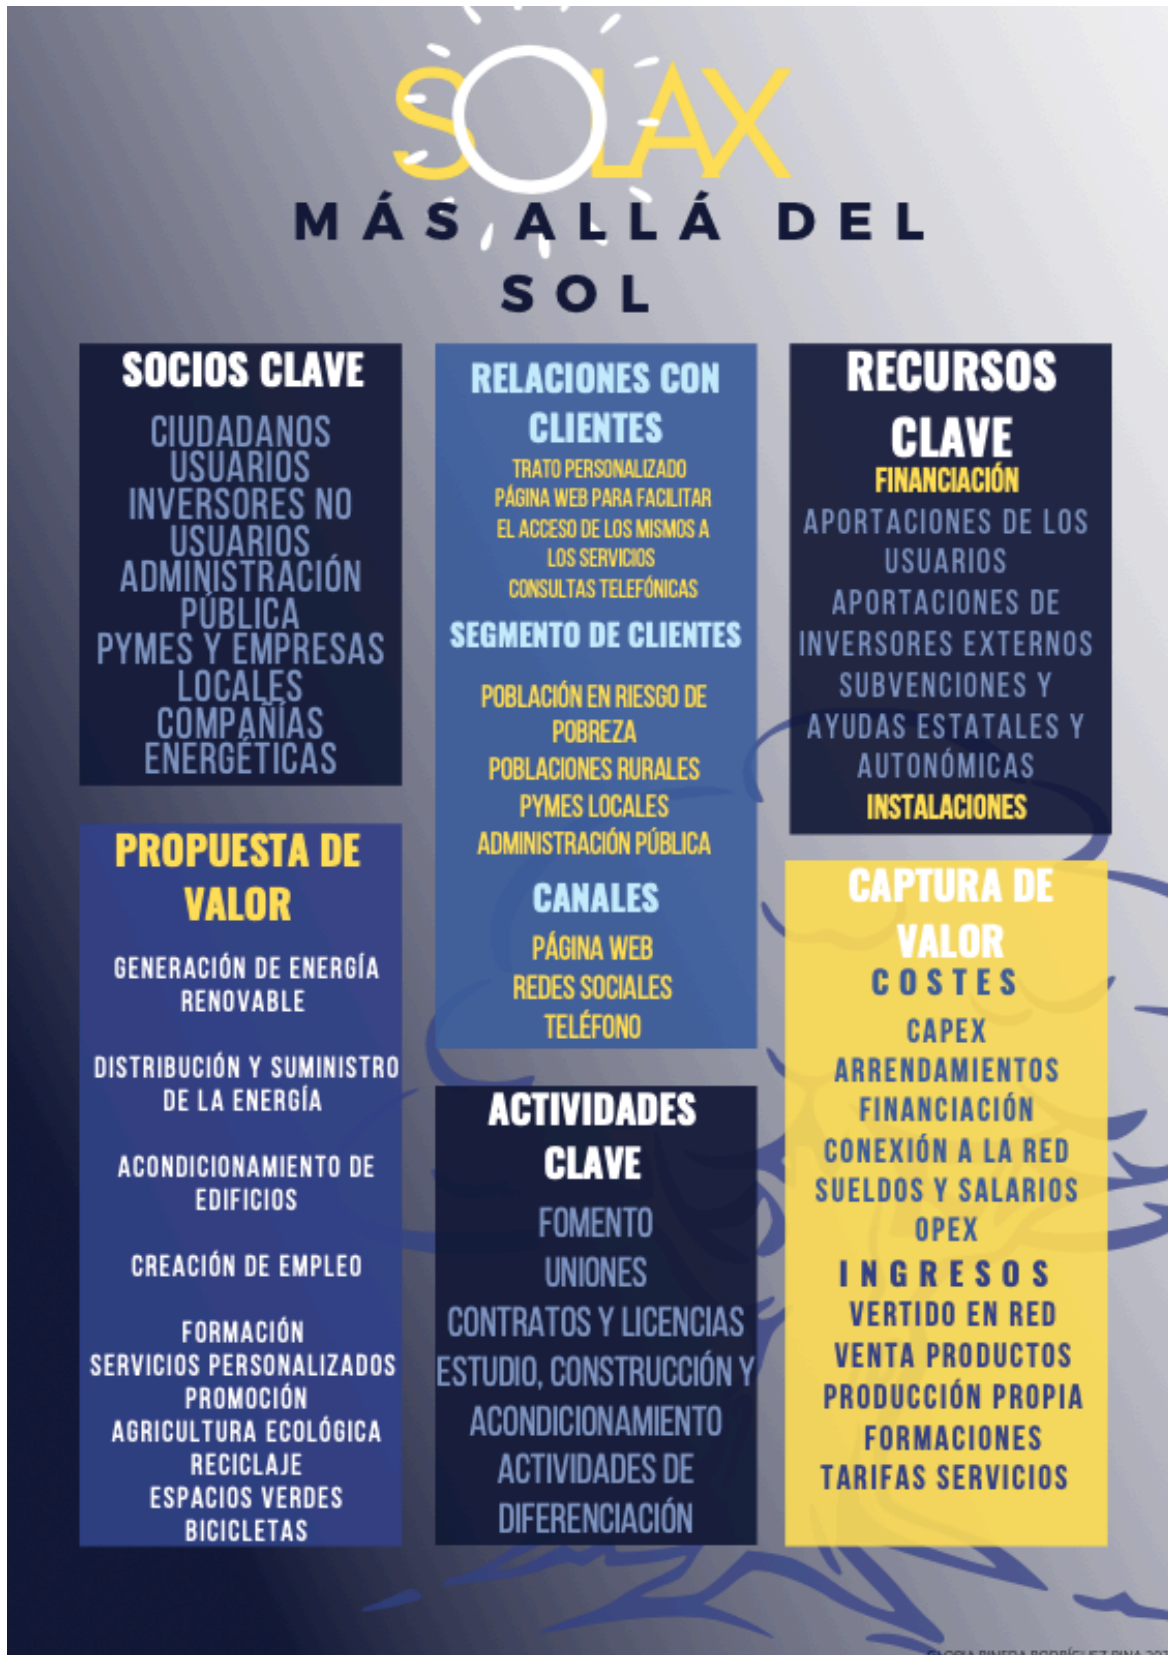 SOLAX
MÁS ALLÁ DEL
SOL
SOCIOS CLAVE
CIUDADANOS
USUARIOS
INVERSORES NO
USUARIOS
ADMINISTRACIÓN
PÚBLICA
PYMES Y EMPRESAS
LOCALES
COMPAÑÍAS
ENERGÉTICAS
PROPUESTA DE
VALOR
GENERACIÓN DE ENERGÍA
RENOVABLE
DISTRIBUCIÓN Y SUMINISTRO
DE LA ENERGÍA
ACONDICIONAMIENTO DE
EDIFICIOS
CREACIÓN DE EMPLEO
FORMACIÓN
SERVICIOS PERSONALIZADOS
PROMOCIÓN
AGRICULTURA ECOLÓGICA
RECICLAJE
ESPACIOS VERDES
BICICLETAS
RELACIONES CON
CLIENTES
TRATO PERSONALIZADO
PÁGINA WEB PARA FACILITAR
EL ACCESO DE LOS MISMOS A
LOS SERVICIOS
CONSULTAS TELEFÓNICAS
SEGMENTO DE CLIENTES
POBLACIÓN EN RIESGO DE
POBREZA
POBLACIONES RURALES
PYMES LOCALES
ADMINISTRACIÓN PÚBLICA
CANALES
PÁGINA WEB
REDES SOCIALES
TELÉFONO
ACTIVIDADES
CLAVE
FOMENTO
UNIONES
CONTRATOS Y LICENCIAS
ESTUDIO, CONSTRUCCIÓN Y
ACONDICIONAMIENTO
ACTIVIDADES DE
DIFERENCIACIÓN
RECURSOS
CLAVE
FINANCIACIÓN
APORTACIONES DE LOS
USUARIOS
APORTACIONES DE
INVERSORES EXTERNOS
SUBVENCIONES Y
AYUDAS ESTATALES Y
AUTONÓMICAS
INSTALACIONES
CAPTURA DE
VALOR
COSTES
CAPEX
ARRENDAMIENTOS
FINANCIACIÓN
CONEXIÓN A LA RED
SUELDOS Y SALARIOS
OPEX
INGRESOS
VERTIDO EN RED
VENTA PRODUCTOS
PRODUCCIÓN PROPIA
FORMACIONES
TARIFAS SERVICIOS